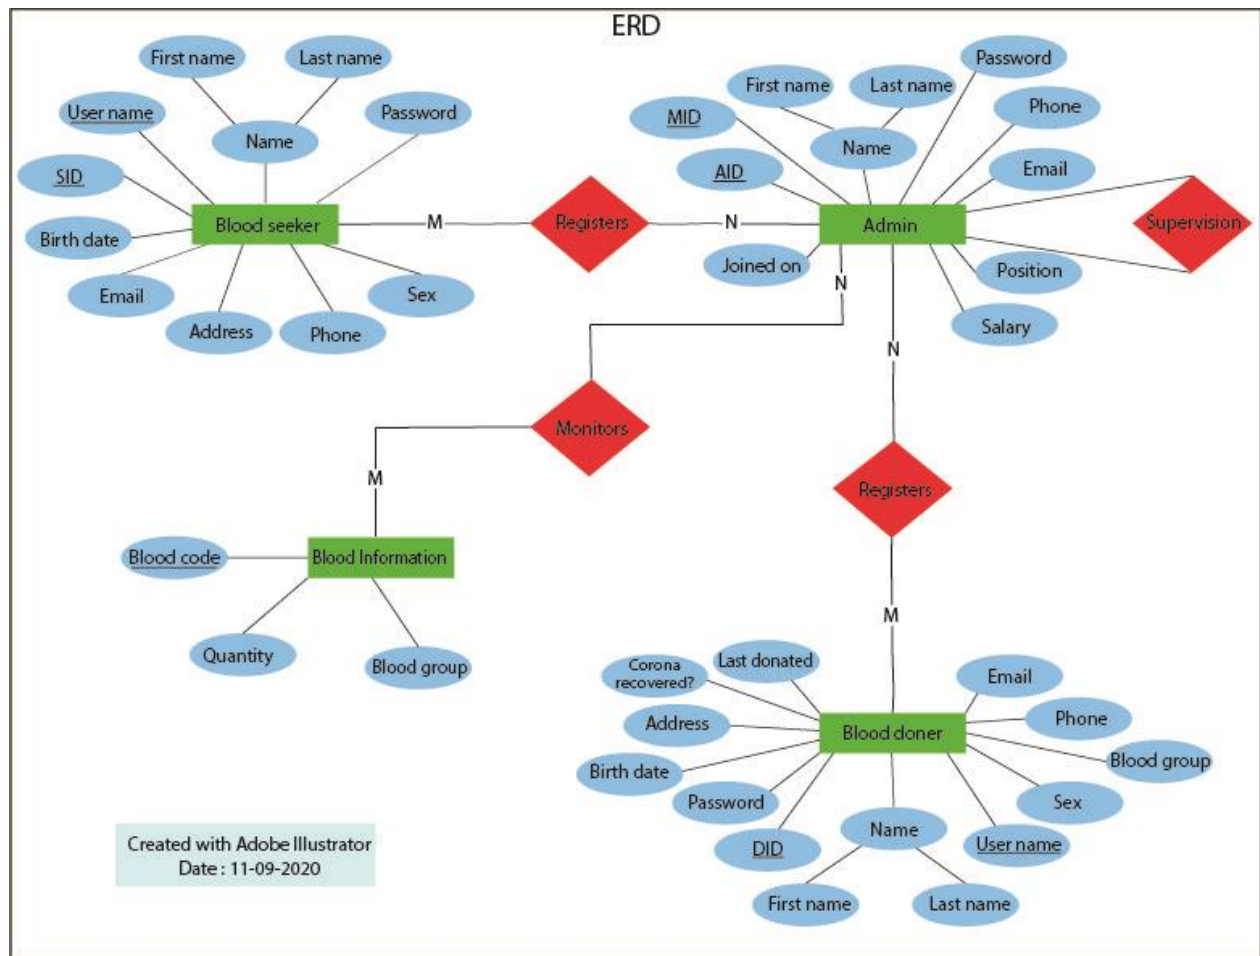 ERD
First name
Last name
User name
Name
Password
SID
Blood seeker
Birth date
Email
Address
Phone
Sex
M
Registers
N
Password
First name
Last name
MID
Name
Phone
AID
Email
Admin
Supervision
Joined on
Position
Salary
N
Monitors
M
Blood code
Blood Information
Quantity
Blood group
N
Registers
M
Corona
recovered?
Last donated
Email
Address
Phone
Blood doner
Birth date
Blood group
Password
Sex
DID
Name
User name
First name
Last name
Created with Adobe Illustrator
Date : 11-09-2020